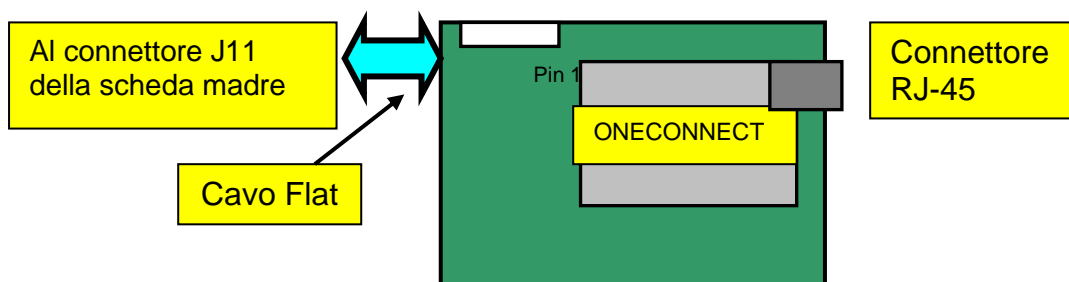 Al connettore J11
della scheda madre
Pin 1
Connettore
RJ-45
ONECONNECT
Cavo Flat